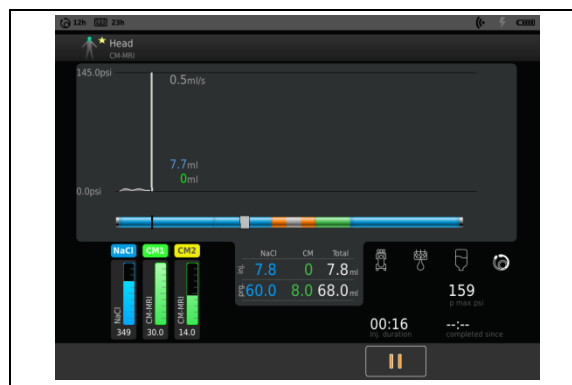 12h 23h
Head
CM-MRI
145.0psi
0.5ml/s
7.7ml
0ml
0.0psi
NaCl CM1 CM2
NaCl CM-MRI CM-MRI
349 30.0 14.0
NaCl CM Total
inj. 7.8 0 7.8ml
prg. 60.0 8.0 68.0ml
159
p max psi
00:16 --:--
Inj. duration completed since